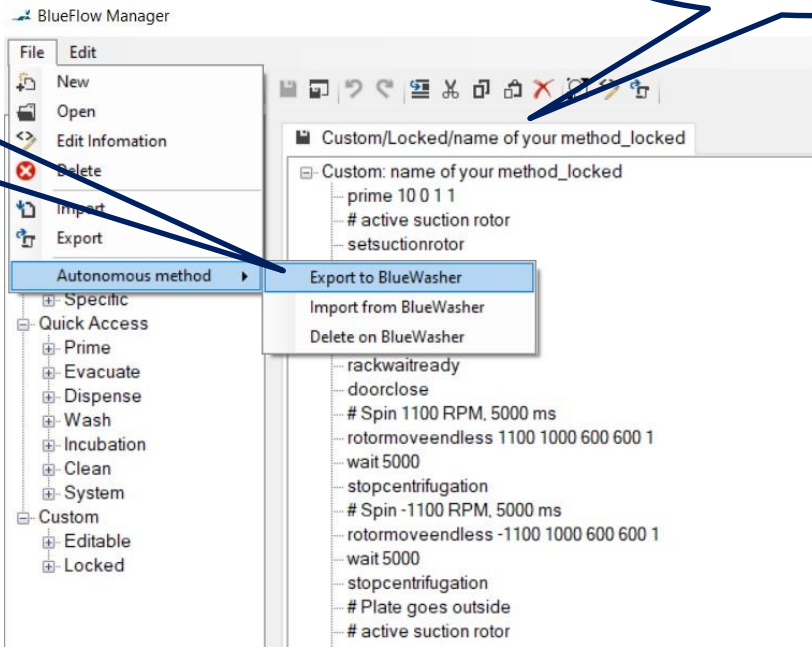 BlueFlow Manager
File Edit
New
Open
Edit Infomation
Delete
Import
Export
Autonomous method
Export to BlueWasher
Import from BlueWasher
Delete on BlueWasher
Specific
Quick Access
Prime
Evacuate
Dispense
Wash
Incubation
Clean
System
Custom
Editable
Locked
Custom/Locked/name of your method_locked
Custom: name of your method_locked
prime 10 0 1 1
# active suction rotor
setsuctionrotor
rackwaitready
doorclose
# Spin 1100 RPM, 5000 ms
rotormoveendless 1100 1000 600 600 1
wait 5000
stopcentrifugation
# Spin -1100 RPM, 5000 ms
rotormoveendless -1100 1000 600 600 1
wait 5000
stopcentrifugation
# Plate goes outside
# active suction rotor